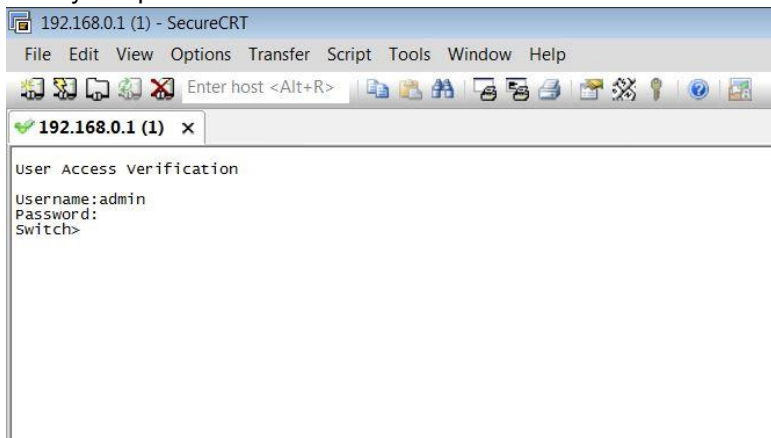 192.168.0.1 (1) - SecureCRT
File Edit View Options Transfer Script Tools Window Help
Enter host <Alt+R>
192.168.0.1 (1) x
User Access Verification
Username:admin
Password:
Switch>